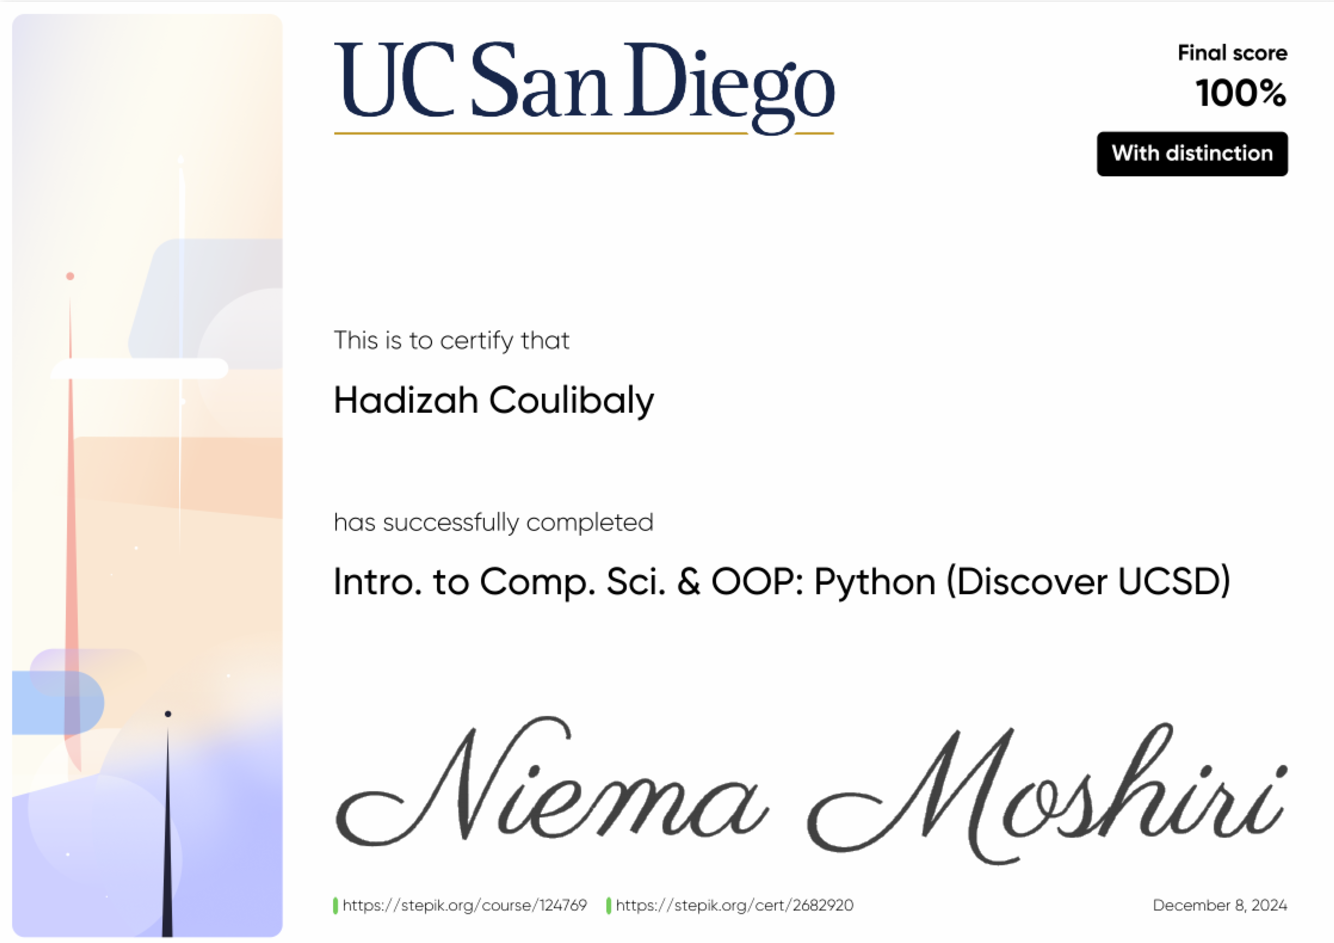 UC San Diego
Final score
100%
With distinction
This is to certify that
Hadizah Coulibaly
has successfully completed
Intro. to Comp. Sci. & OOP: Python (Discover UCSD)
Niema Moshiri
https://stepik.org/course/124769 https://stepik.org/cert/2682920 December 8, 2024